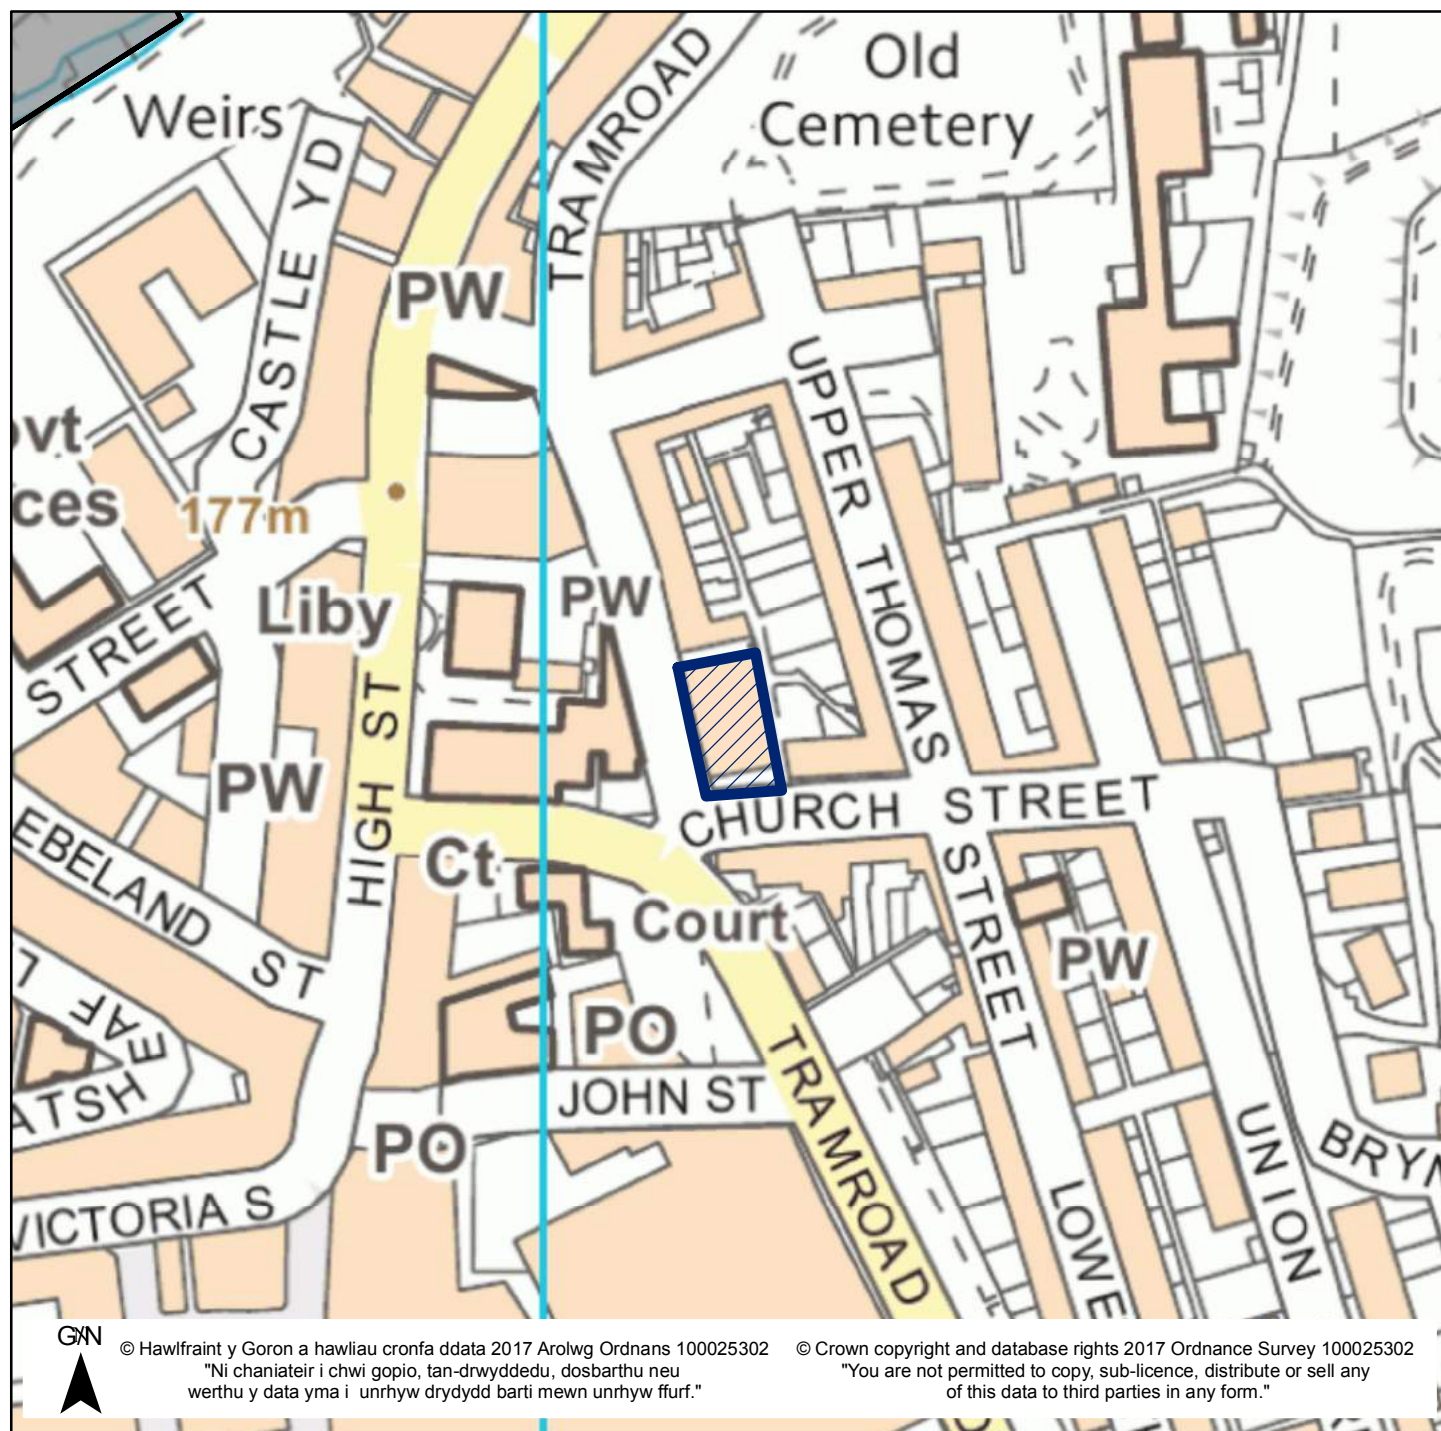 Old
Cemetery
Weirs
TRAMROAD
CASTLE YD
PW
UPPER THOMAS
STREET
177m
ces
Liby
PW
STREET
HIGH ST
PW
CHURCH STREET
Ct
Court
EBELAND ST
PW
PO
JOHN ST
PO
TRAMROAD
VICTORIA S
UNION
LOWE
G/N
© Hawlfraint y Goron a hawliau cronfa ddata 2017 Arolwg Ordnans 100025302
"Ni chaniateir i chwi gopio, tan-drwyddedu, dosbarthu neu
werthu y data yma i unrhyw drydydd barti mewn unrhyw ffurf."
© Crown copyright and database rights 2017 Ordnance Survey 100025302
"You are not permitted to copy, sub-licence, distribute or sell any
of this data to third parties in any form."